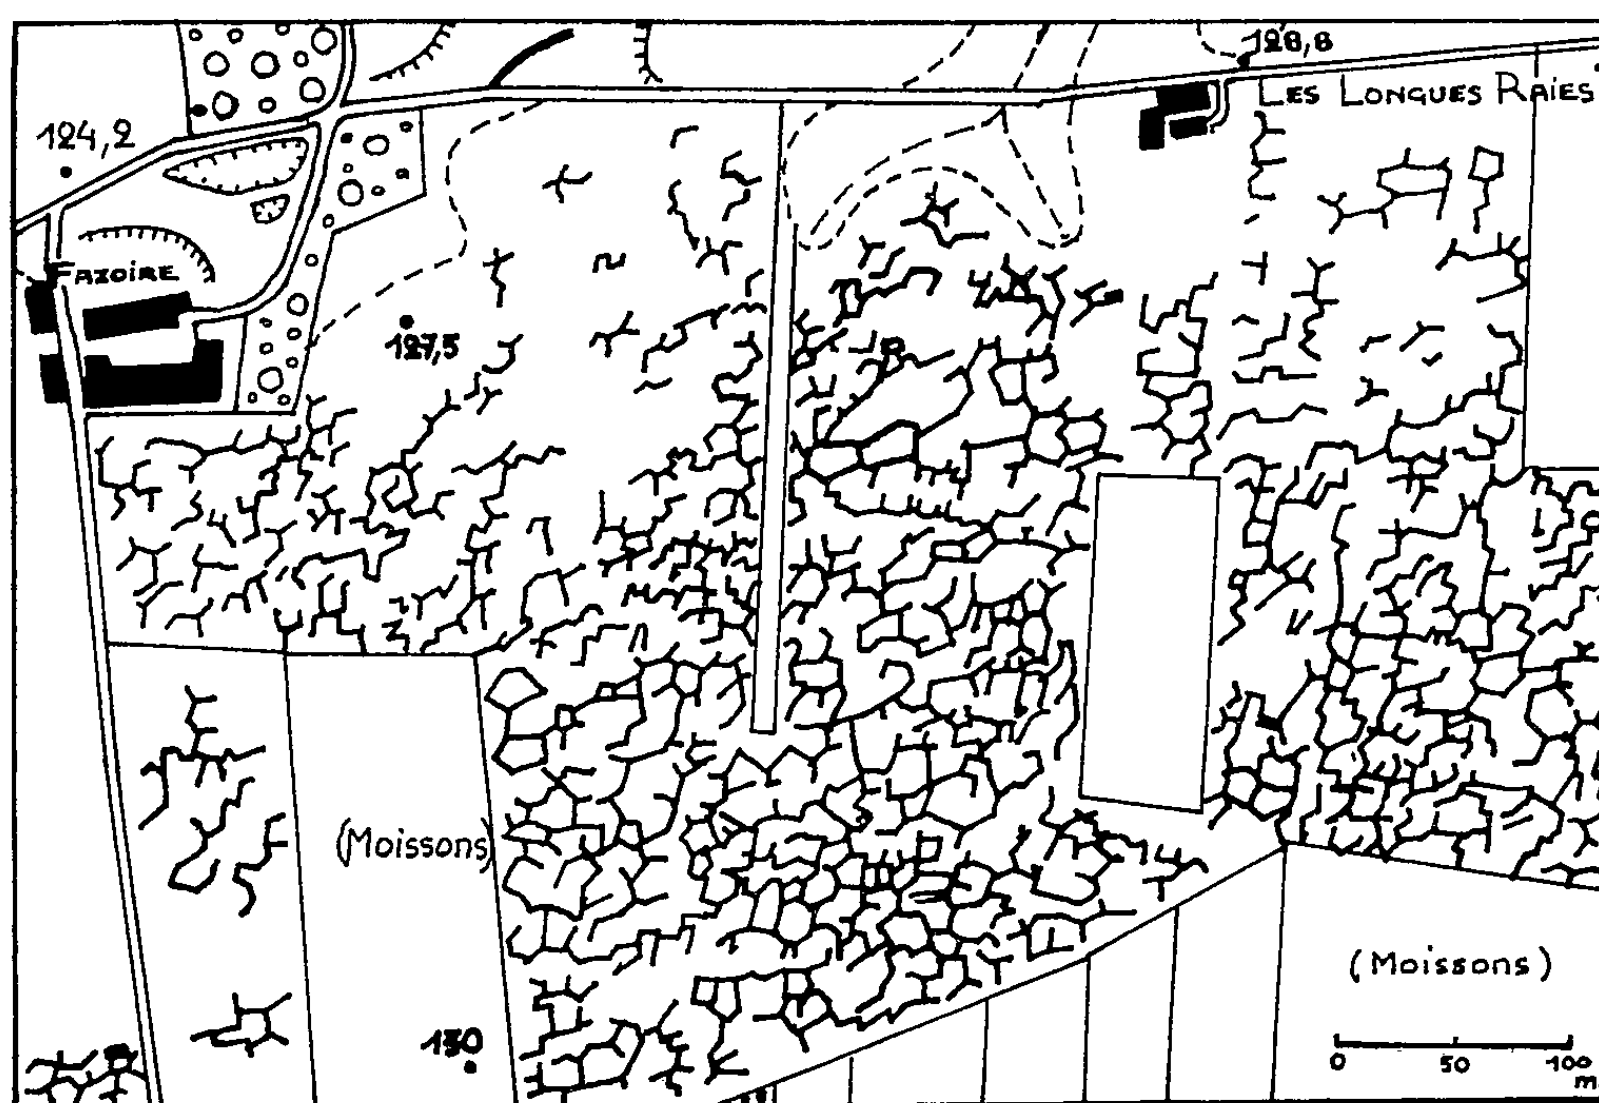 128,8
LES LONGUES RAIES
124,2
FAZOIRE
127,5
(Moissons)
(Moissons)
130
0 50 100
m